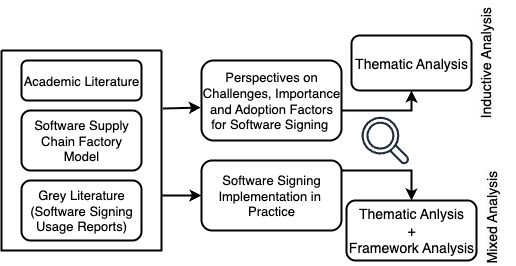 Academic Literature
Software Supply
Chain Factory
Model
Grey Literature
(Software Signing
Usage Reports)
Perspectives on
Challenges, Importance
and Adoption Factors
for Software Signing
Software Signing
Implementation in
Practice
Thematic Analysis
Thematic Anlysis
+
Framework Analysis
Inductive Analysis
Mixed Analysis